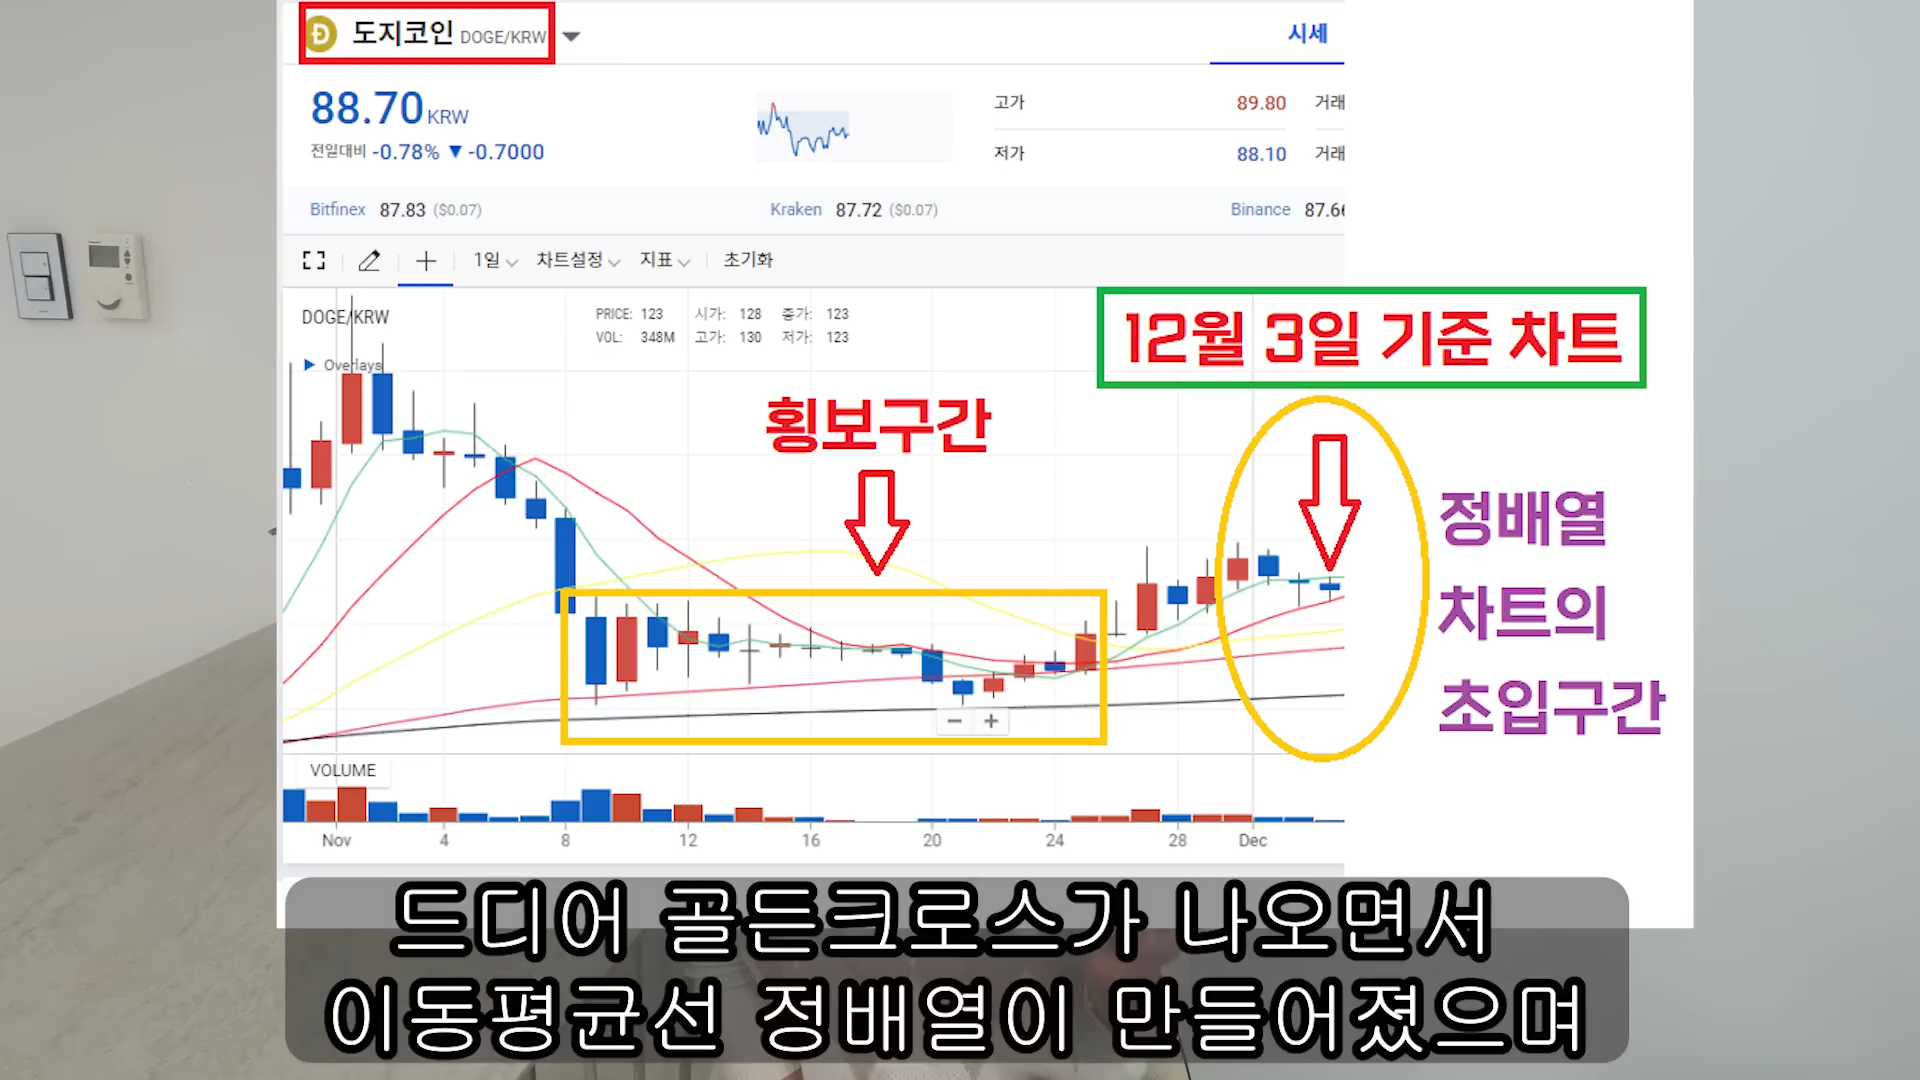 도지코인 DOGE/KRW
시세
88.70 KRW
전일대비 -0.78% ▼ -0.7000
고가 89.80 거래
저가 88.10 거래
Bitfinex 87.83 ($0.07) Kraken 87.72 ($0.07) Binance 87.66
1일 차트설정 지표 초기화
DOGE/KRW
PRICE: 123 시가: 128 종가: 123
VOL: 348M 고가: 130 저가: 123
Overlays
12월 3일 기준 차트
횡보구간
정배열
차트의
초입구간
VOLUME
Nov 4 8 12 16 20 24 28 Dec
드디어 골든크로스가 나오면서
이동평균선 정배열이 만들어졌으며